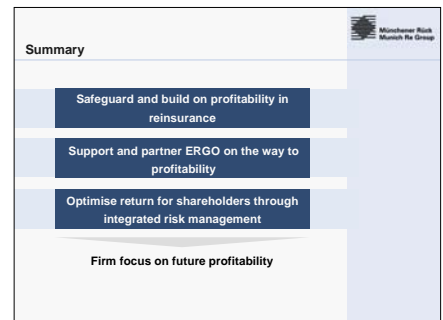 Münchener Rück
Munich Re Group
Summary
Safeguard and build on profitability in
reinsurance
Support and partner ERGO on the way to
profitability
Optimise return for shareholders through
integrated risk management
Firm focus on future profitability